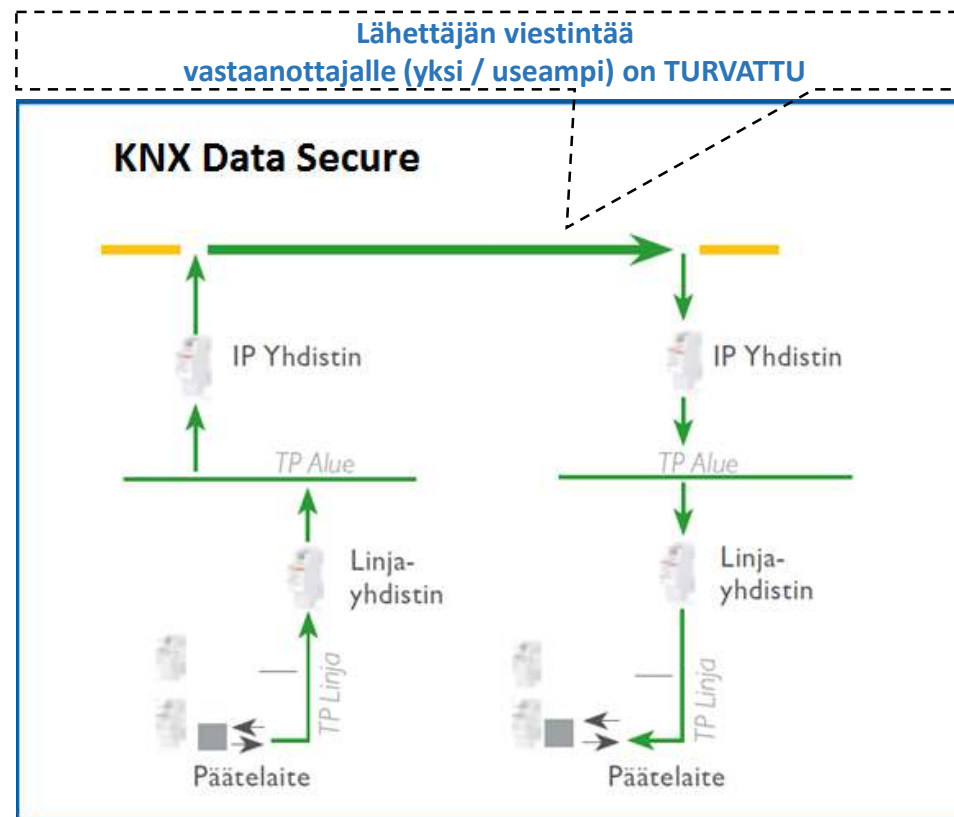 Lähettäjän viestintää
vastaanottajalle (yksi / useampi) on TURVATTU
KNX Data Secure
IP Yhdistin
IP Yhdistin
TP Alue
TP Alue
Linja-
yhdistin
Linja-
yhdistin
TP Linja
TP Linja
Päätelaite
Päätelaite